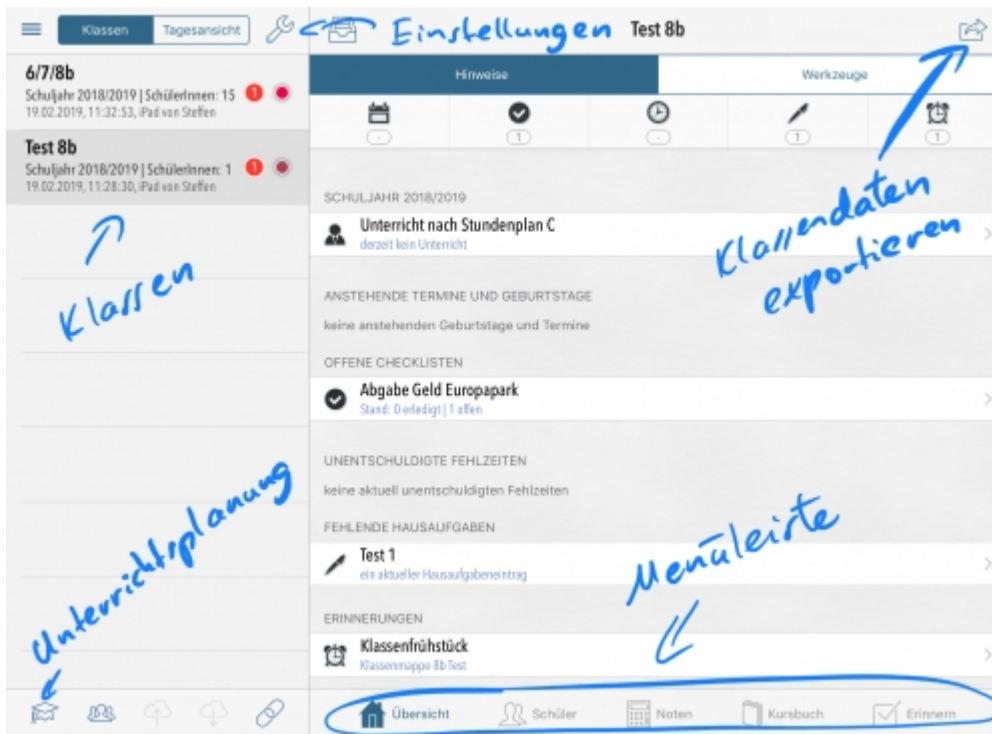 Klassen Tagesansicht
Einstellungen
Test 8b
6/7/8b
Schuljahr 2018/2019 | SchülerInnen: 15 1
19.02.2019, 11:32:53, iPad von Steffen
Test 8b
Schuljahr 2018/2019 | SchülerInnen: 1 1
19.02.2019, 11:28:30, iPad von Steffen
Klassen
Unterrichtsplanung
Hinweise Werkzeuge
- 1 - 1 1
SCHULJAHR 2018/2019
Unterricht nach Stundenplan C
derzeit kein Unterricht
Klassendaten
exportieren
ANSTEHENDE TERMINE UND GEBURTSTAGE
keine anstehenden Geburtstage und Termine
OFFENE CHECKLISTEN
Abgabe Geld Europapark
Stand: 0 erledigt | 1 offen
UNENTSCHULDIGTE FEHLZEITEN
keine aktuell unentschuldigten Fehlzeiten
FEHLENDE HAUSAUFGABEN
Test 1
ein aktueller Hausaufgabeneintrag
Menüleiste
ERINNERUNGEN
Klassenfrühstück
Klassenmappe 8b Test
Übersicht Schüler Noten Kursbuch Erinnern